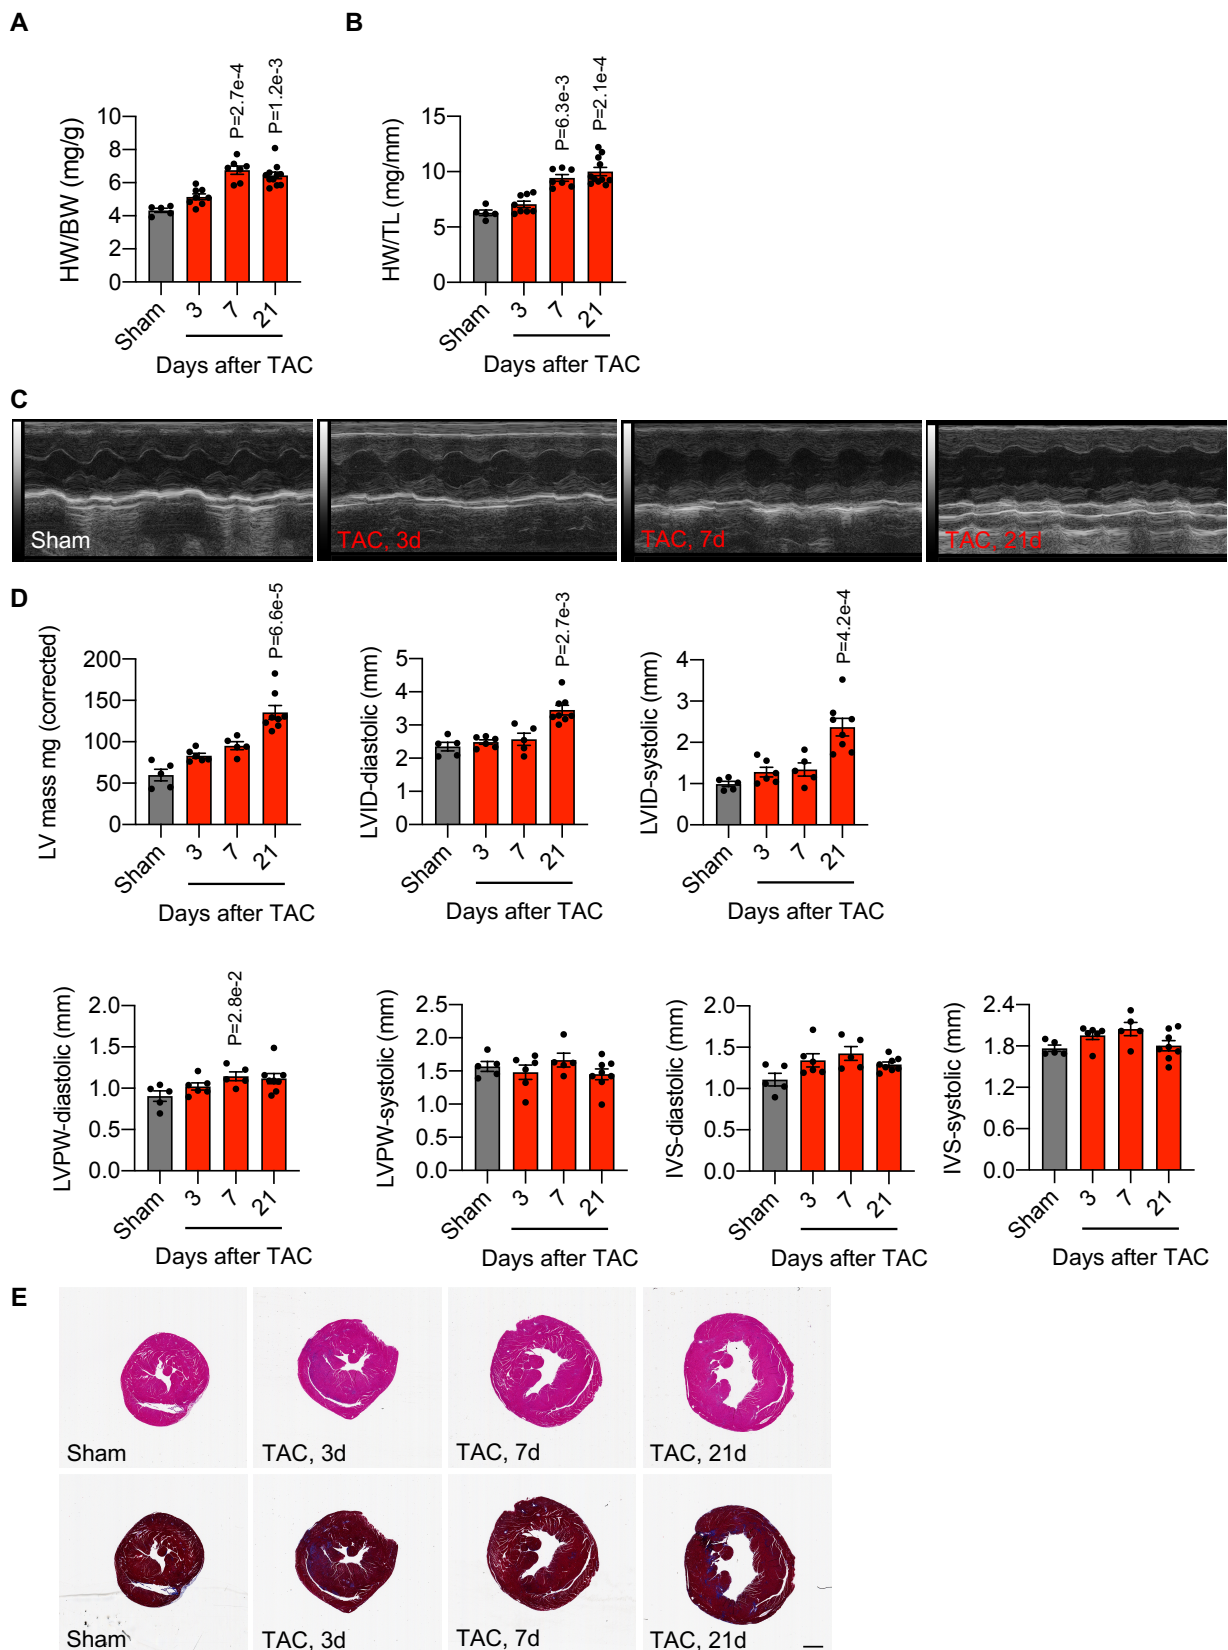 A
B
HW/BW (mg/g)
10
8
6
4
2
0
P=2.7e-4
P=1.2e-3
Sham
3
7
21
Days after TAC
HW/TL (mg/mm)
15
10
5
0
P=6.3e-3
P=2.1e-4
Sham
3
7
21
Days after TAC
C
Sham
TAC, 3d
TAC, 7d
TAC, 21d
D
LV mass mg (corrected)
200
150
100
50
0
P=6.6e-5
Sham
3
7
21
Days after TAC
LVID-diastolic (mm)
5
4
3
2
1
0
P=2.7e-3
Sham
3
7
21
Days after TAC
LVID-systolic (mm)
4
3
2
1
0
P=4.2e-4
Sham
3
7
21
Days after TAC
LVPW-diastolic (mm)
2.0
1.5
1.0
0.5
0.0
P=2.8e-2
Sham
3
7
21
Days after TAC
LVPW-systolic (mm)
2.5
2.0
1.5
1.0
0.5
0.0
Sham
3
7
21
Days after TAC
IVS-diastolic (mm)
2.0
1.5
1.0
0.5
0.0
Sham
3
7
21
Days after TAC
IVS-systolic (mm)
2.4
1.8
1.2
0.6
0.0
Sham
3
7
21
Days after TAC
E
Sham
TAC, 3d
TAC, 7d
TAC, 21d
Sham
TAC, 3d
TAC, 7d
TAC, 21d